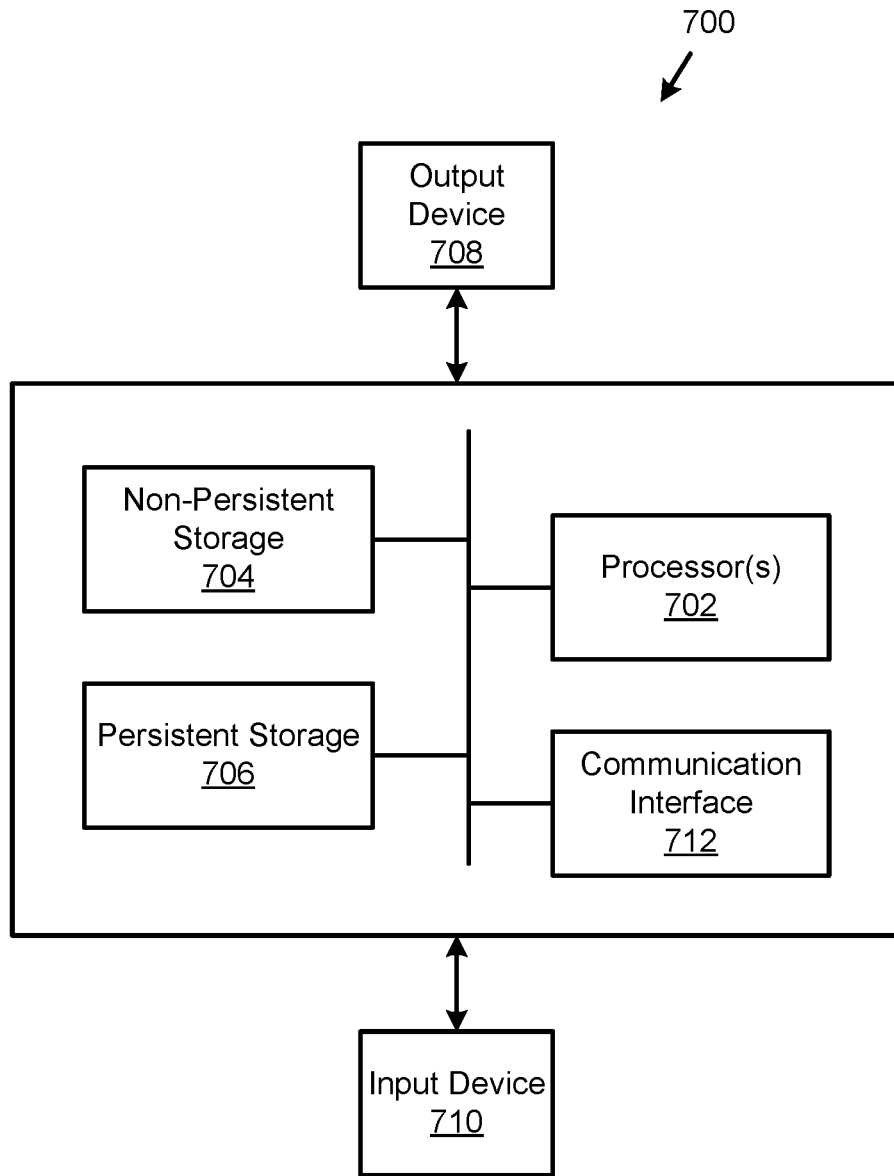 700
Output
Device
708
Non-Persistent
Storage
704
Processor(s)
702
Persistent Storage
706
Communication
Interface
712
Input Device
710